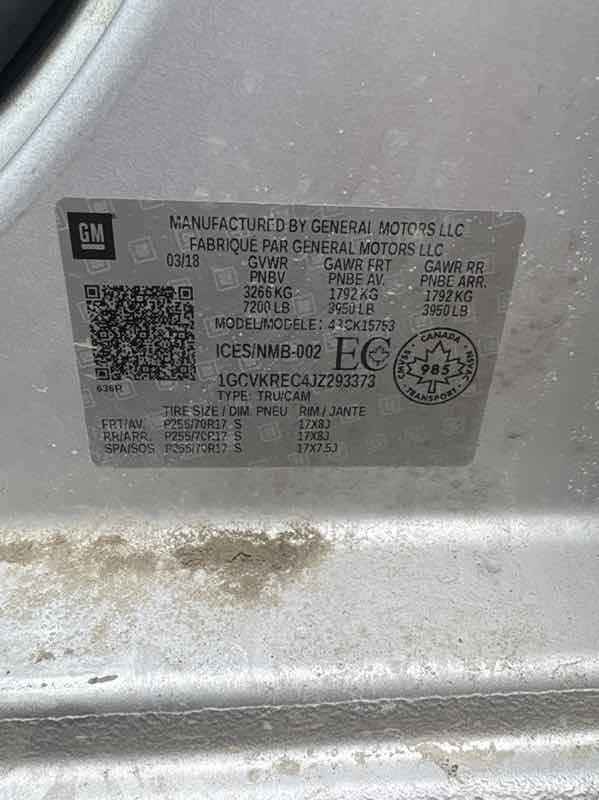 GM
MANUFACTURED BY GENERAL MOTORS LLC
FABRIQUÉ PAR GENERAL MOTORS LLC
03/18 GVWR GAWR FRT GAWR RR
PNBV PNBE AV. PNBE ARR.
3266 KG 1792 KG 1792 KG
7200 LB 3950 LB 3950 LB
MODEL/MODELE:
ICES/NMB-002 EC
CANADA
985
TRANSPORT
1GCVKREC4JZ293373
636R
TYPE: TRU/CAM
TIRE SIZE / DIM. PNEU RIM / JANTE
FRT/AV. P255/70R17 S 17X8J
RR/ARR. P255/70R17 S 17X8J
SPA/SOS P255/70R17 S 17X7.5J